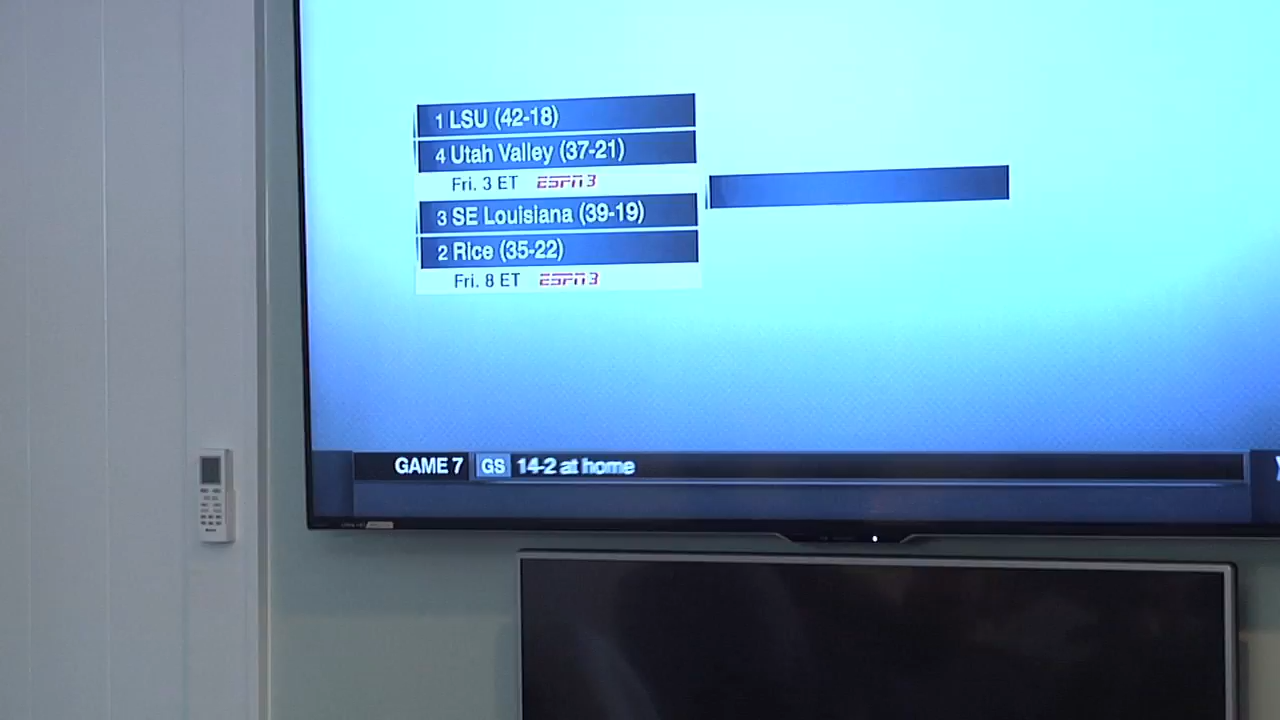 1 LSU (42-18)
4 Utah Valley (37-21)
Fri. 3 ET ESPN3
3 SE Louisiana (39-19)
2 Rice (35-22)
Fri. 8 ET ESPN3
GAME 7 GS 14-2 at home